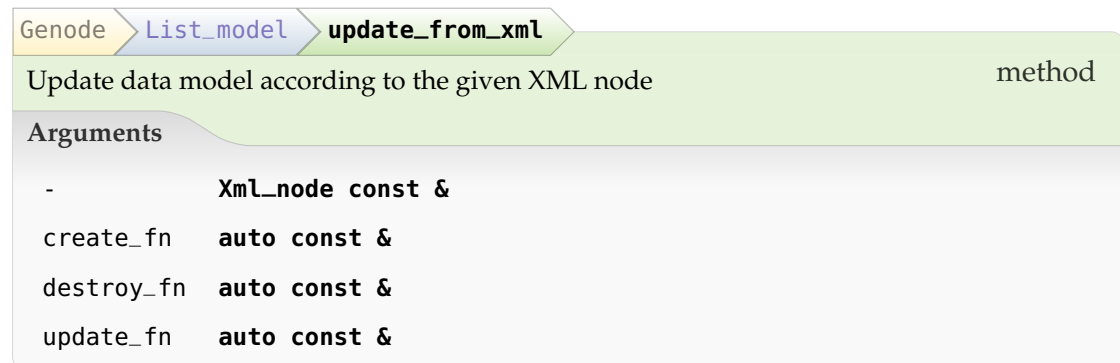 Genode List_model update_from_xml
Update data model according to the given XML node method
Arguments
- Xml_node const &
create_fn auto const &
destroy_fn auto const &
update_fn auto const &